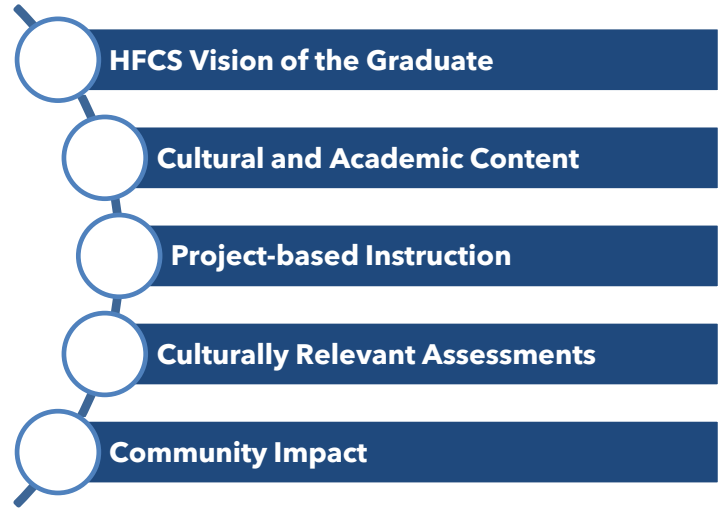 HFCS Vision of the Graduate
Cultural and Academic Content
Project-based Instruction
Culturally Relevant Assessments
Community Impact